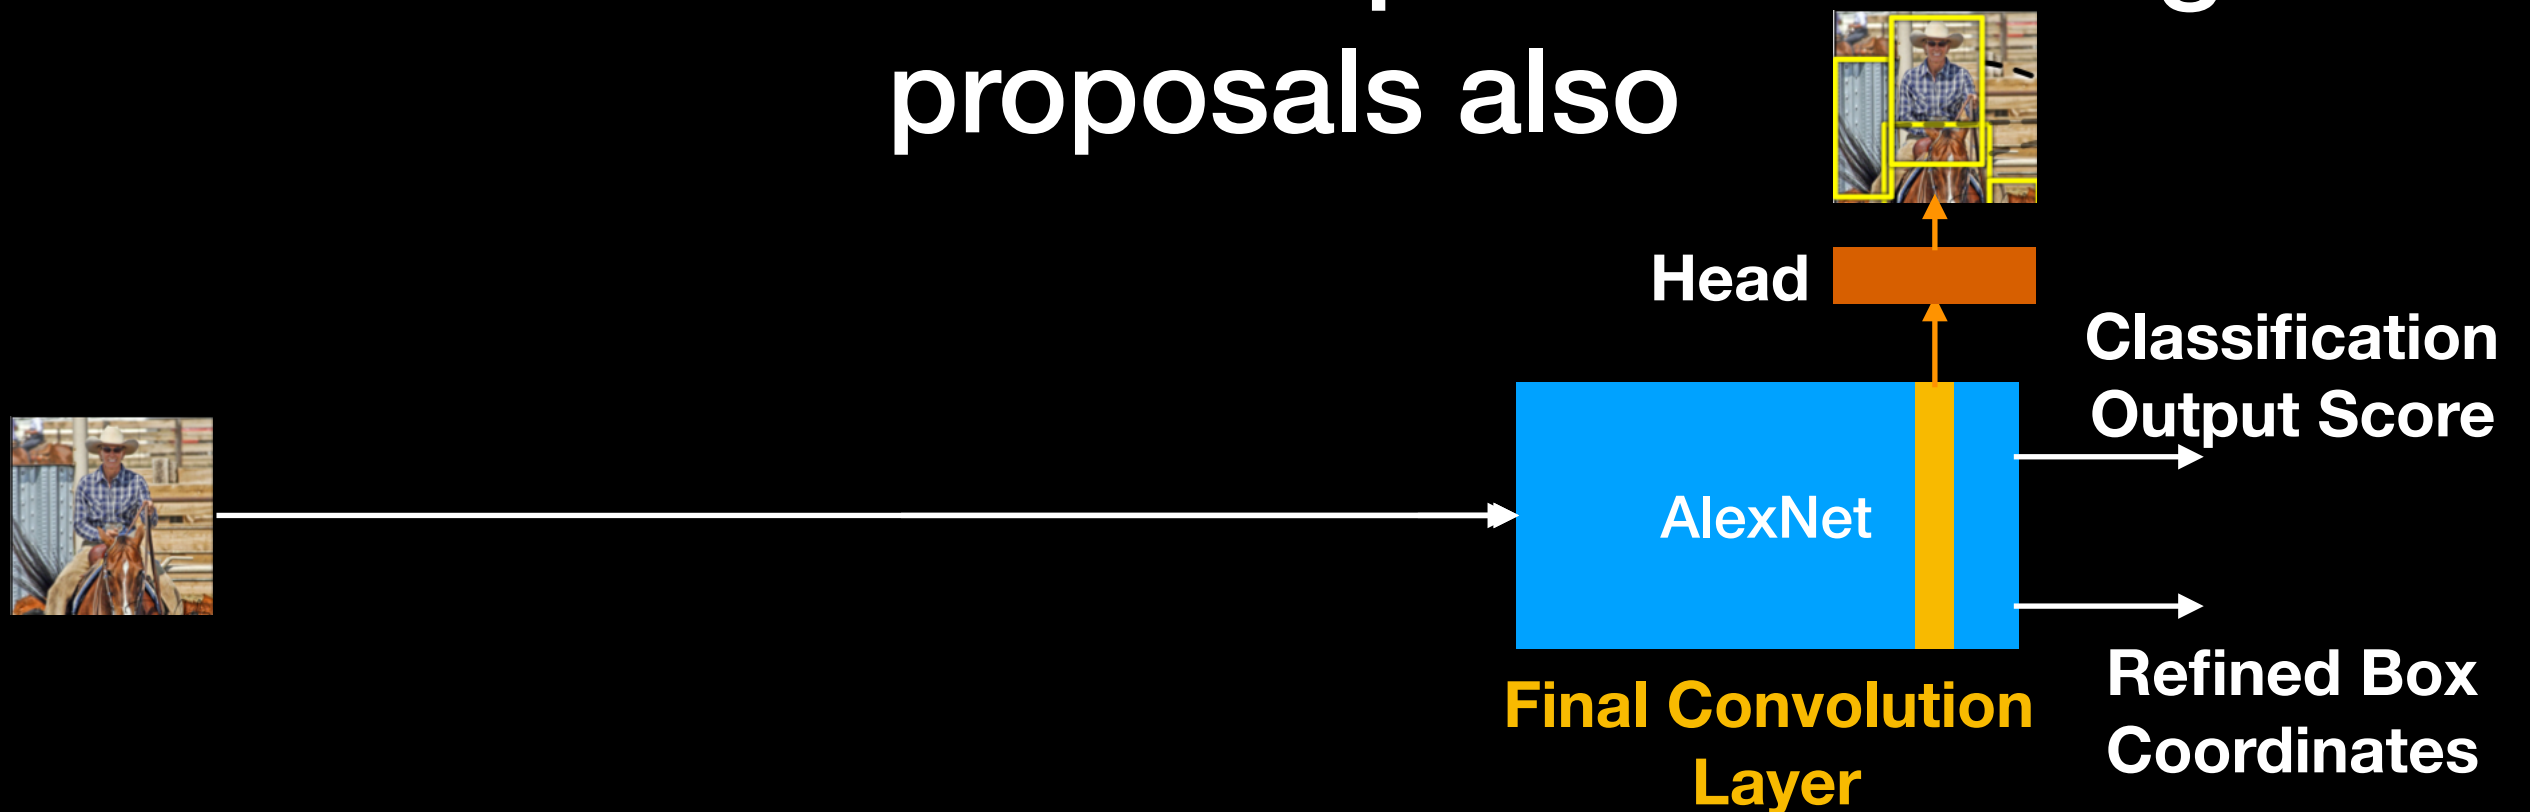 proposals also
Head
Classification
Output Score
AlexNet
Final Convolution
Layer
Refined Box
Coordinates